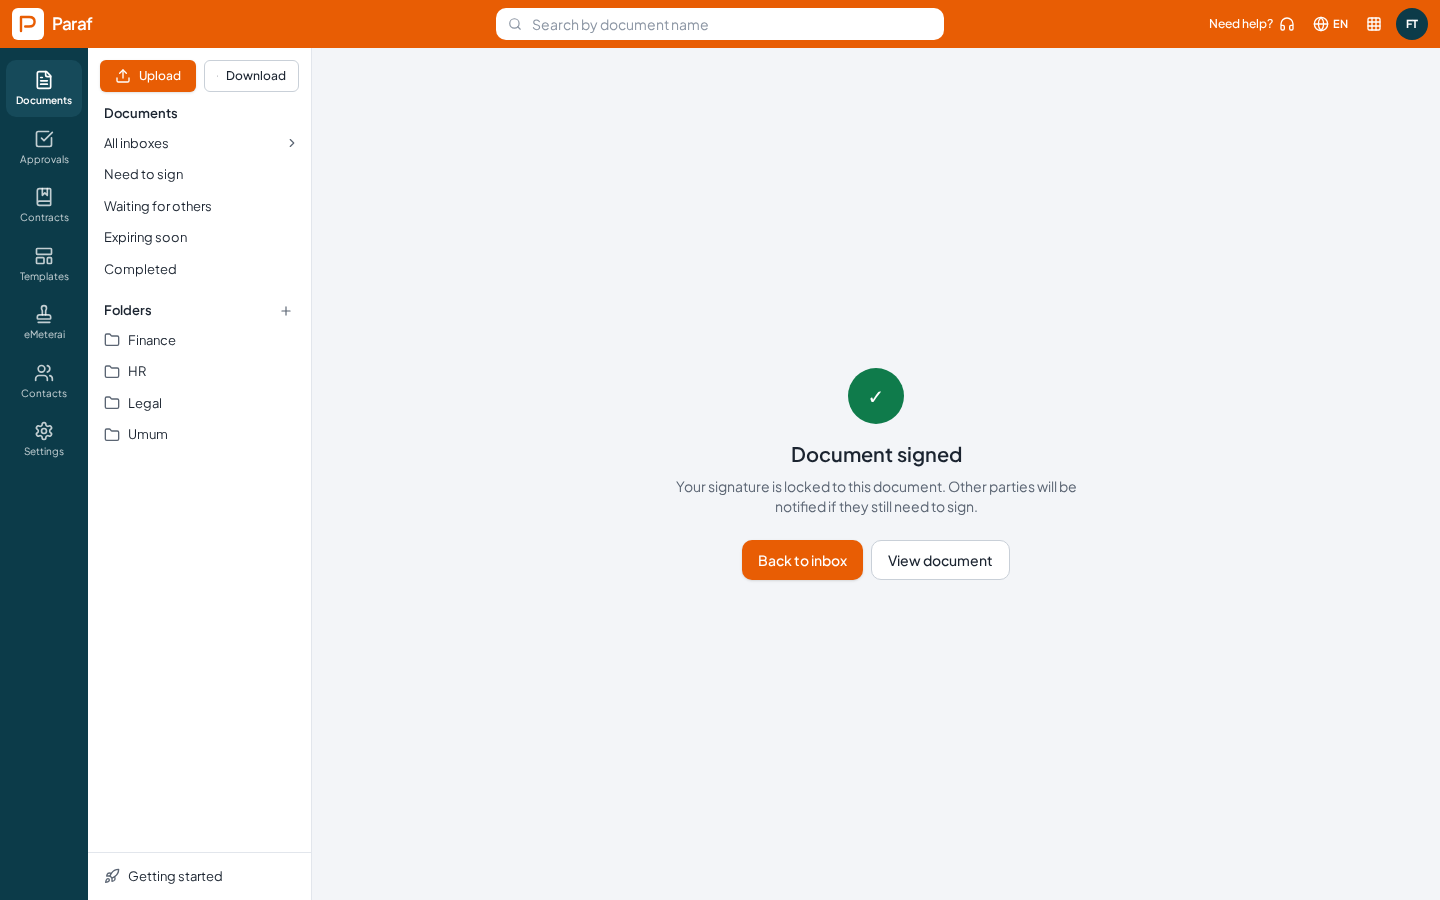 Paraf
Search by document name
Need help?
EN
FT
Documents
Approvals
Contracts
Templates
eMeterai
Contacts
Settings
Upload
Download
Documents
All inboxes
Need to sign
Waiting for others
Expiring soon
Completed
Folders
Finance
HR
Legal
Umum
Getting started
Document signed
Your signature is locked to this document. Other parties will be
notified if they still need to sign.
Back to inbox
View document